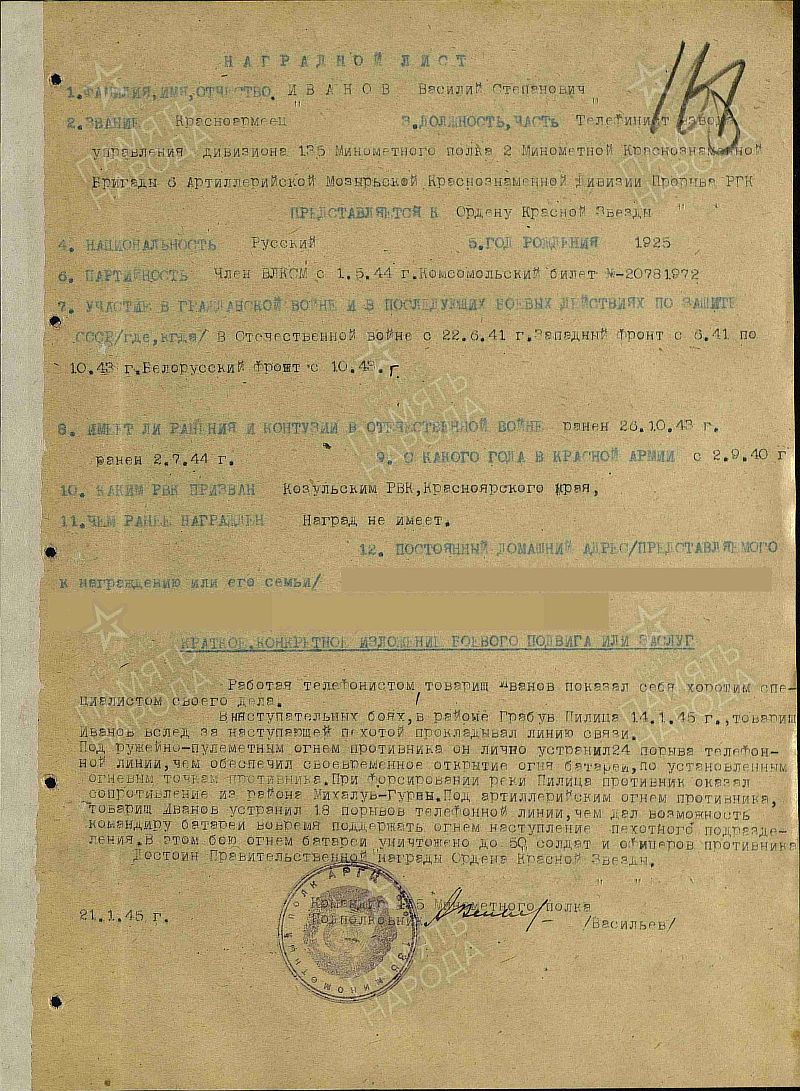 НАГРАДНОЙ ЛИСТ
1. ФАМИЛИЯ, ИМЯ, ОТЧЕСТВО. ИВАНОВ Василий Степанович
2. ЗВАНИЕ Красноармеец 3. ДОЛЖНОСТЬ, ЧАСТЬ Телефинист взвода
управления дивизиона 135 Минометного полка 2 Минометной Краснознаменной
Бригады 6 Артиллерийской Мозырьской Краснознаменной Дивизии Прорыва РГК
ПРЕДСТАВЛЯЕТСЯ К Ордену "Красной Звезды"
4. НАЦИОНАЛЬНОСТЬ Русский 5. ГОД РОЖДЕНИЯ 1925
6. ПАРТИЙНОСТЬ Член ВЛКСМ с 1.5.44 г. Комсомольский билет №-20781972
7. УЧАСТИЕ В ГРАЖДАНСКОЙ ВОЙНЕ И В ПОСЛЕДУЮЩИХ БОЕВЫХ ДЕЙСТВИЯХ ПО ЗАЩИТЕ
СССР/где, когда/ В Отечественной войне с 22.6.41 г. Западный Фронт с 6.41 по
10.43 г. Белорусский Фронт с 10.43. г
8. ИМЕЕТ ЛИ РАНЕНИЯ И КОНТУЗИИ В ОТЕЧЕСТВЕННОЙ ВОЙНЕ ранен 26.10.43 г.
ранен 2.7.44 г. 9. С КАКОГО ГОДА В КРАСНОЙ АРМИИ с 2.9.40 г
10. КАКИМ РВК ПРИЗВАН Козульским РВК, Красноярского Края,
11. ЧЕМ РАНЕЕ НАГРАЖДЕН Наград не имеет.
12. ПОСТОЯННЫЙ ДОМАШНИЙ АДРЕС/ПРЕДСТАВЛЯЕМОГО
К награждению или его семьи/
КРАТКОЕ, КОНКРЕТНОЕ ИЗЛОЖЕНИЕ БОЕВОГО ПОДВИГА ИЛИ ЗАСЛУГ
Работая телефонистом товарищ Иванов показал себя хорошим спе-
циалистом своего дела.
В наступательных боях, в районе Грабув Пилица 14.1.45 г., товарищ
Иванов вслед за наступающей пехотой прокладывал линию связи.
Под ружейно-пулеметным огнем противника он лично устранил 24 порыва телефон-
ной линии, чем обеспечил своевременное открытие огня батареи, по установленным
огневым точкам противника. При форсировании реки Пилица противник оказал
сопротивление из района Михалув-Гурны. Под артиллерийским огнем противника,
товарищ Иванов устранил 18 порывов телефонной линии, чем дал возможность
командиру батареи вовремя поддержать огнем наступление пехотного подразде-
ления. В этом бою огнем батареи уничтожено до 50 солдат и офицеров противника
Достоин Правительственной награды Ордена "Красной Звезды".
Командир 135 Минометного полка
21.1.45 г. Подполковник /Васильев/